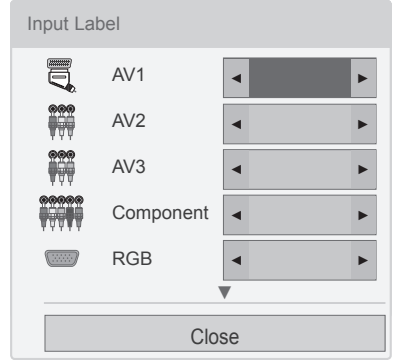 Input Label
AV1
AV2
AV3
Component
RGB
Close